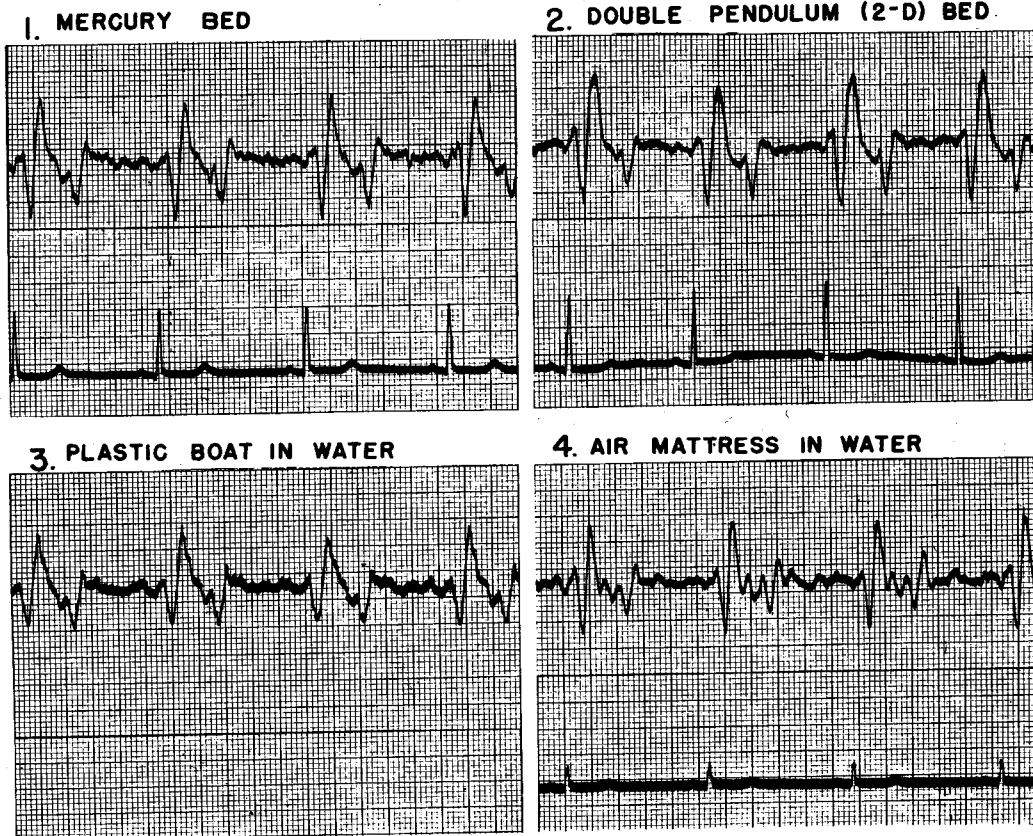 1. MERCURY BED
2. DOUBLE PENDULUM (2-D) BED
3. PLASTIC BOAT IN WATER
4. AIR MATTRESS IN WATER